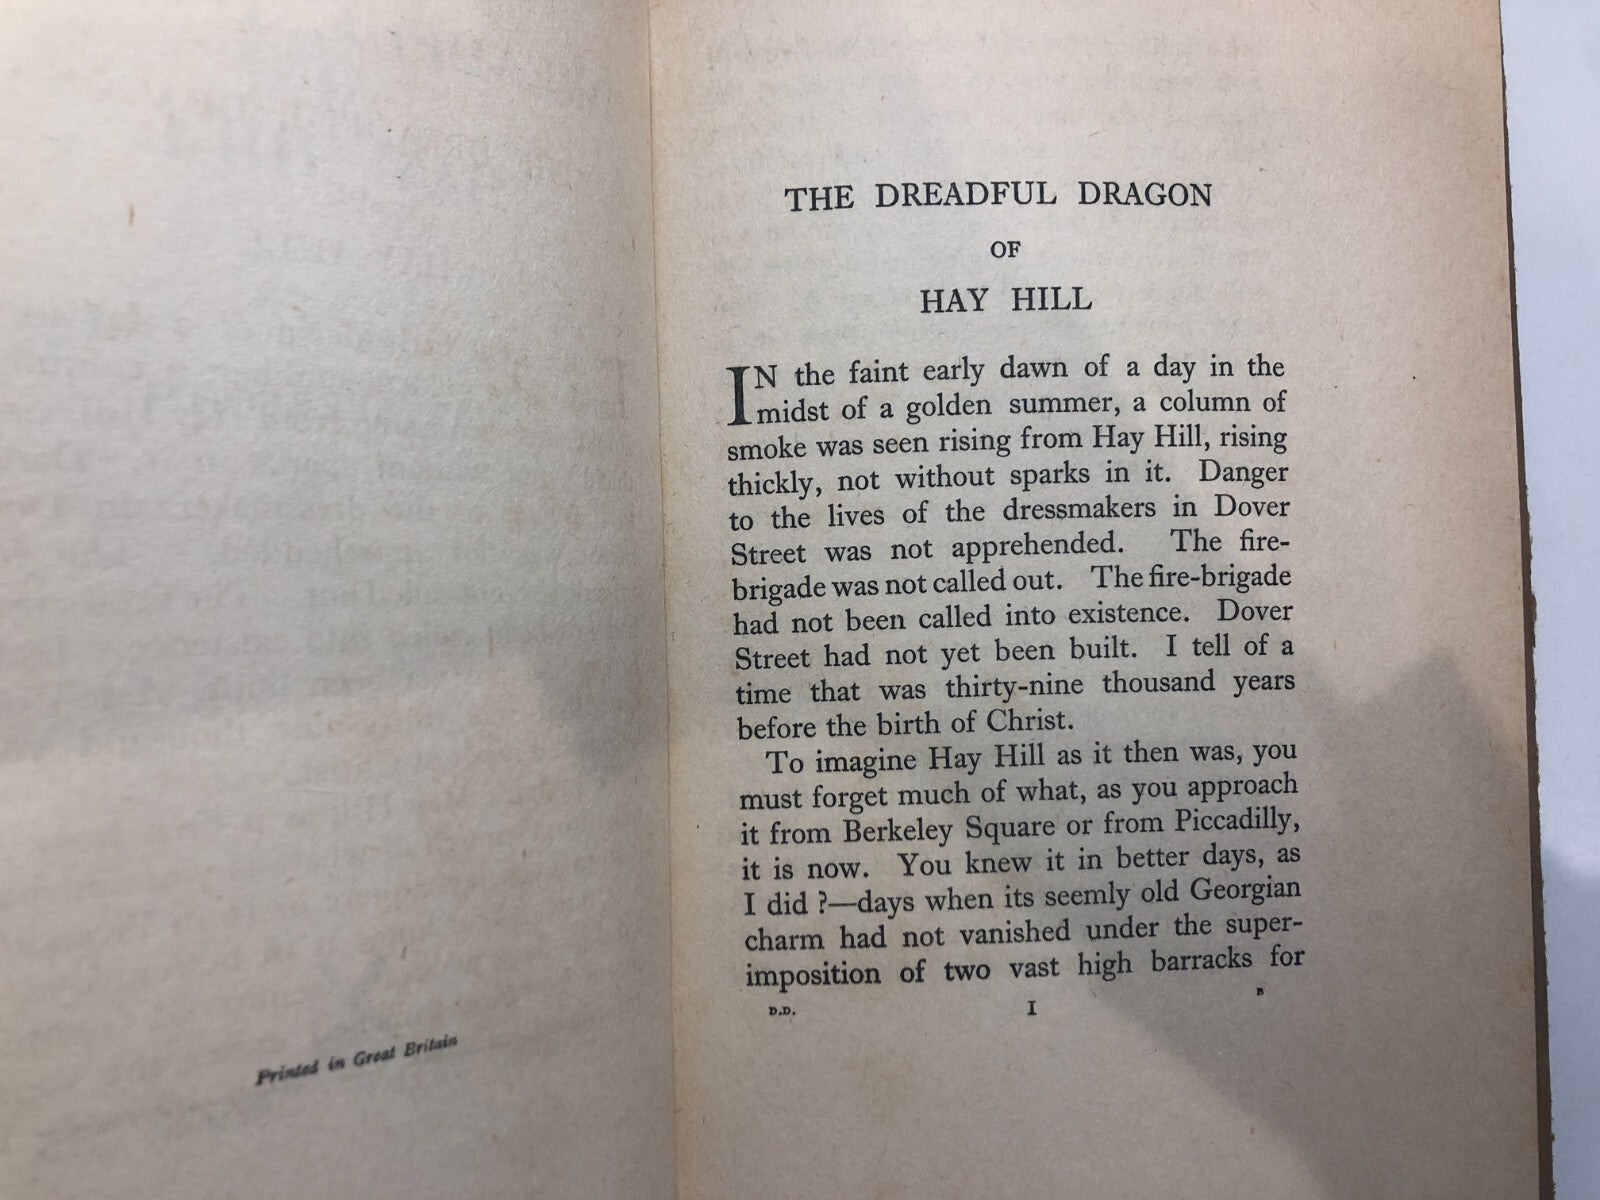 Printed in Great Britain
THE DREADFUL DRAGON
OF
HAY HILL
IN the faint early dawn of a day in the
midst of a golden summer, a column of
smoke was seen rising from Hay Hill, rising
thickly, not without sparks in it. Danger
to the lives of the dressmakers in Dover
Street was not apprehended. The fire-
brigade was not called out. The fire-brigade
had not been called into existence. Dover
Street had not yet been built. I tell of a
time that was thirty-nine thousand years
before the birth of Christ.
To imagine Hay Hill as it then was, you
must forget much of what, as you approach
it from Berkeley Square or from Piccadilly,
it is now. You knew it in better days, as
I did ?—days when its seemly old Georgian
charm had not vanished under the super-
imposition of two vast high barracks for
D.D. 1 B